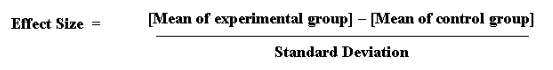 [Mean of experimental group] – [Mean of control group]
Effect Size =
Standard Deviation